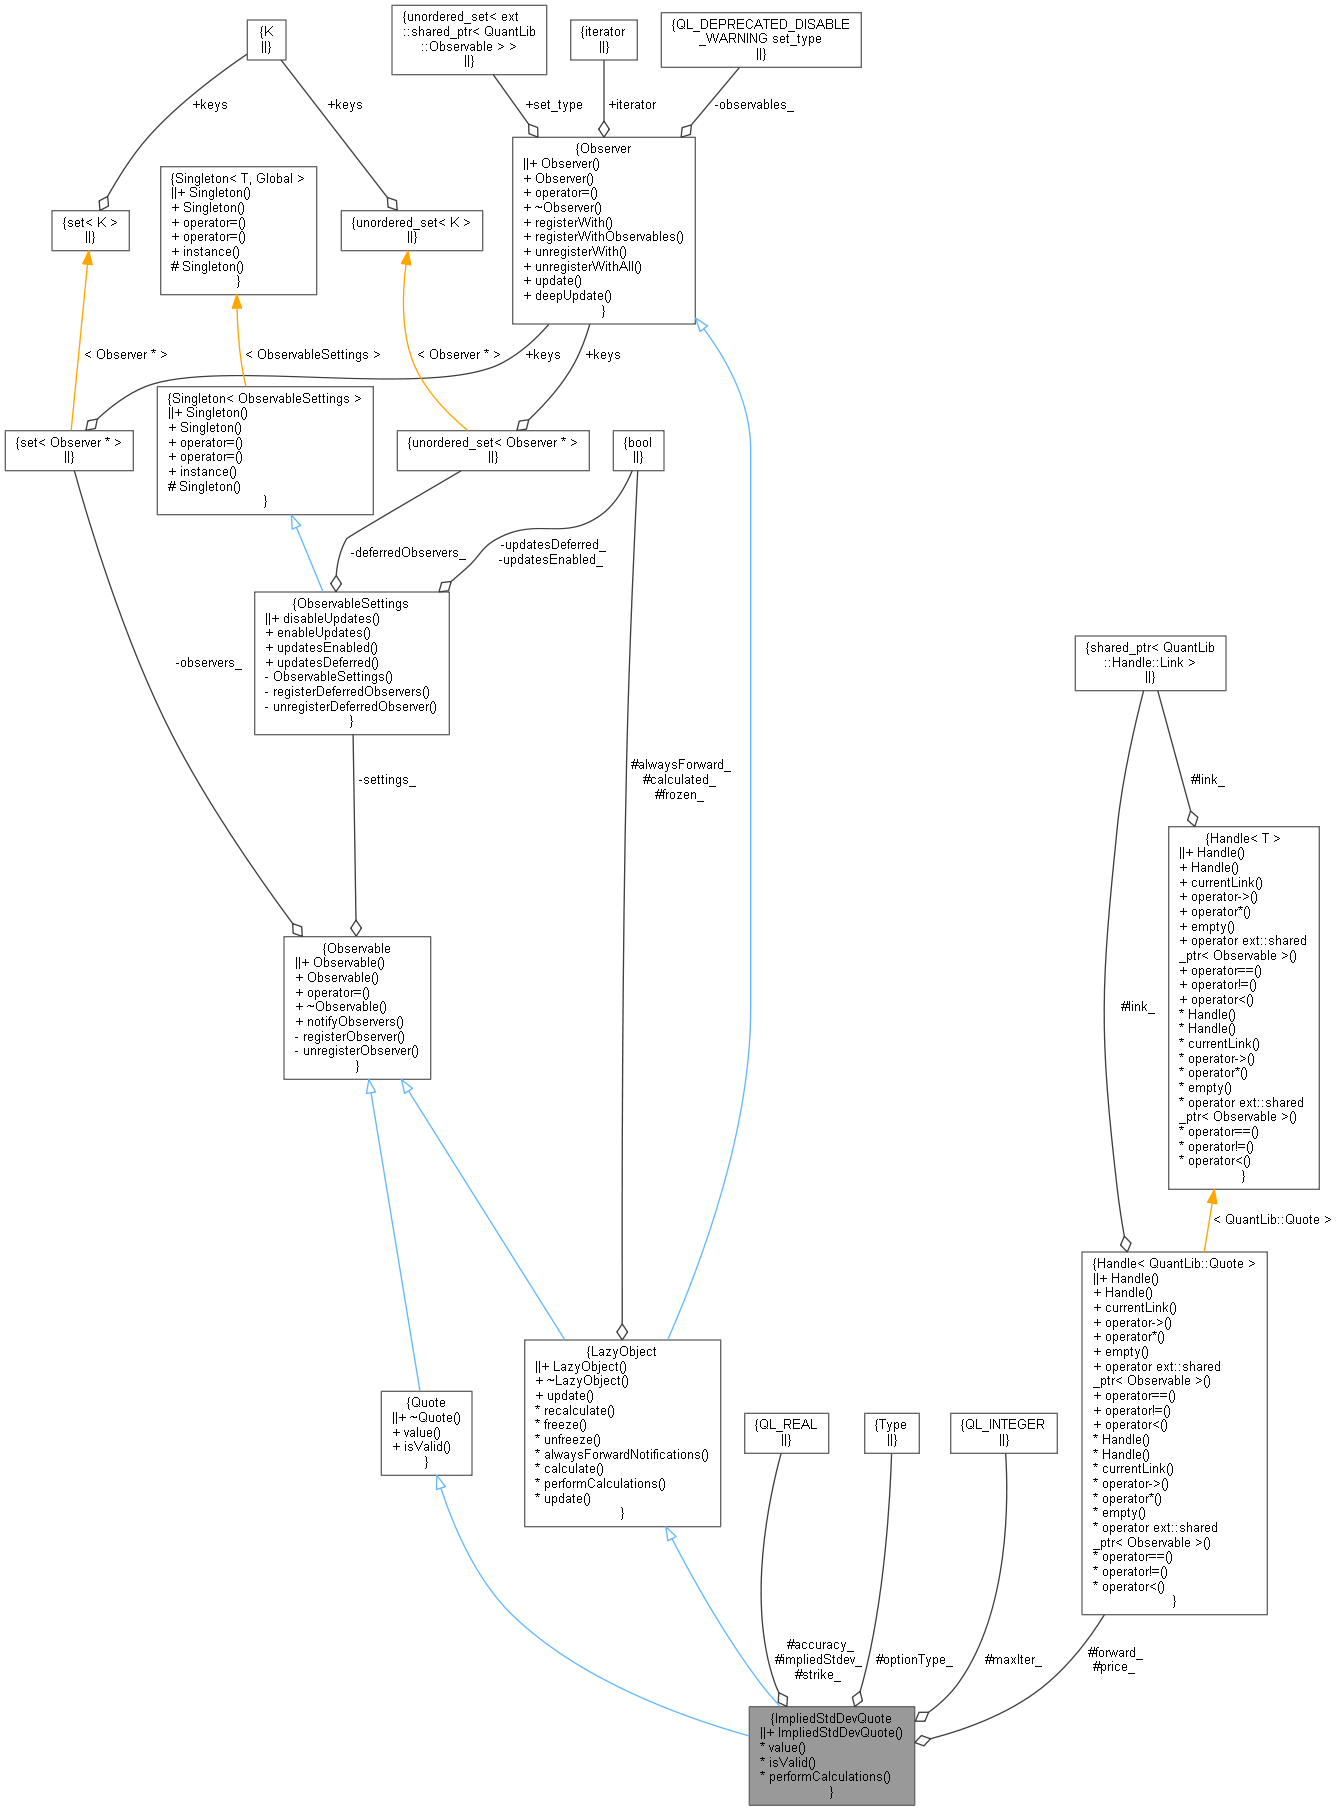 {K
||}
{unordered_set< ext
::shared_ptr< QuantLib
::Observable > >
||}
{iterator
||}
{QL_DEPRECATED_DISABLE
_WARNING set_type
||}
+keys
+keys
+set_type
+iterator
-observables_
{Observer
||+ Observer()
+ Observer()
+ operator=()
+ ~Observer()
+ registerWith()
+ registerWithObservables()
+ unregisterWith()
+ unregisterWithAll()
+ update()
+ deepUpdate()
}
{Singleton< T, Global >
||+ Singleton()
+ Singleton()
+ operator=()
+ operator=()
+ instance()
# Singleton()
}
{set< K >
||}
{unordered_set< K >
||}
< Observer * >
< ObservableSettings >
< Observer * >
+keys
+keys
{Singleton< ObservableSettings >
||+ Singleton()
+ Singleton()
+ operator=()
+ operator=()
+ instance()
# Singleton()
}
{set< Observer * >
||}
{unordered_set< Observer * >
||}
{bool
||}
-deferredObservers_
-updatesDeferred_
-updatesEnabled_
{ObservableSettings
||+ disableUpdates()
+ enableUpdates()
+ updatesEnabled()
+ updatesDeferred()
- ObservableSettings()
- registerDeferredObservers()
- unregisterDeferredObserver()
}
-observers_
{shared_ptr< QuantLib
::Handle::Link >
||}
-settings_
#alwaysForward_
#calculated_
#frozen_
#link_
#link_
{Handle< T >
||+ Handle()
+ Handle()
+ currentLink()
+ operator->()
+ operator*()
+ empty()
+ operator ext::shared
_ptr< Observable >()
+ operator==()
+ operator!=()
+ operator<()
* Handle()
* Handle()
* currentLink()
* operator->()
* operator*()
* empty()
* operator ext::shared
_ptr< Observable >()
* operator==()
* operator!=()
* operator<()
}
{Observable
||+ Observable()
+ Observable()
+ operator=()
+ ~Observable()
+ notifyObservers()
- registerObserver()
- unregisterObserver()
}
< QuantLib::Quote >
{Handle< QuantLib::Quote >
||+ Handle()
+ Handle()
+ currentLink()
+ operator->()
+ operator*()
+ empty()
+ operator ext::shared
_ptr< Observable >()
+ operator==()
+ operator!=()
+ operator<()
* Handle()
* Handle()
* currentLink()
* operator->()
* operator*()
* empty()
* operator ext::shared
_ptr< Observable >()
* operator==()
* operator!=()
* operator<()
}
{LazyObject
||+ LazyObject()
+ ~LazyObject()
+ update()
* recalculate()
* freeze()
* unfreeze()
* alwaysForwardNotifications()
* calculate()
* performCalculations()
* update()
}
{Quote
||+ ~Quote()
+ value()
+ isValid()
}
{QL_REAL
||}
{Type
||}
{QL_INTEGER
||}
#accuracy_
#impliedStdev_
#strike_
#optionType_
#maxIter_
#forward_
#price_
{ImpliedStdDevQuote
||+ ImpliedStdDevQuote()
* value()
* isValid()
* performCalculations()
}